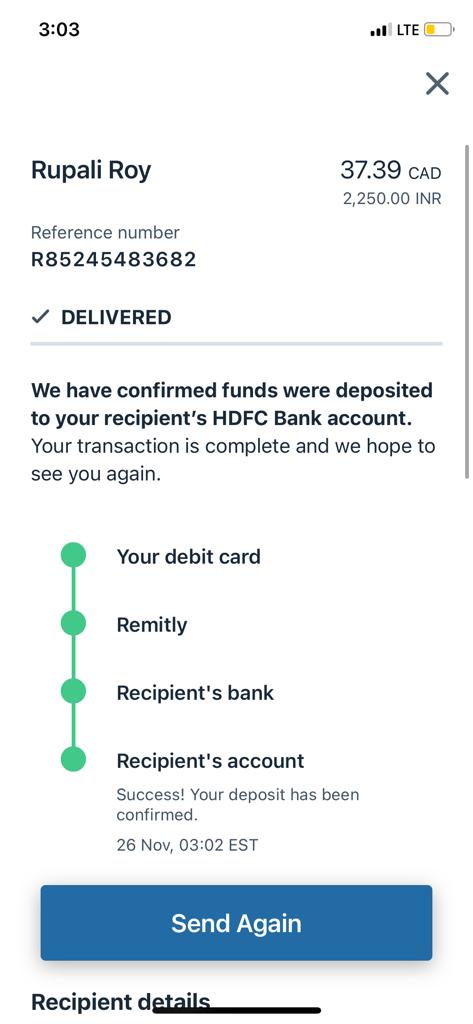 3:03 LTE
Rupali Roy 37.39 CAD
2,250.00 INR
Reference number
R85245483682
DELIVERED
We have confirmed funds were deposited
to your recipient's HDFC Bank account.
Your transaction is complete and we hope to
see you again.
Your debit card
Remitly
Recipient's bank
Recipient's account
Success! Your deposit has been
confirmed.
26 Nov, 03:02 EST
Send Again
Recipient details